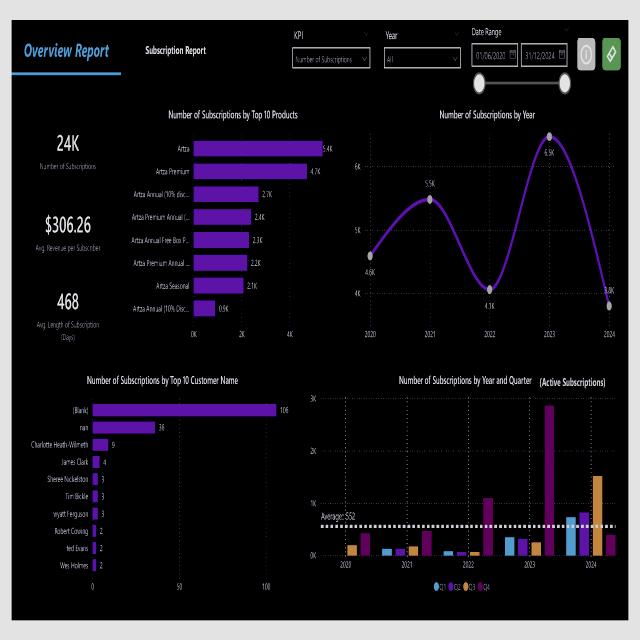 Overview Report
Subscription Report
KPI
Number of Subscriptions
Year
All
Date Range
01/06/2020
31/12/2024
24K
Number of Subscriptions
$306.26
Avg. Revenue per Subscriber
468
Avg. Length of Subscription
(Days)
Number of Subscriptions by Top 10 Products
Artza
5.4K
Artza Premium
4.7K
Artza Annual (10% disc...
2.7K
Artza Premium Annual (...
2.4K
Artza Annual Free Box P...
2.3K
Artza Premium Annual ...
2.2K
Artza Seasonal
2.1K
Artza Annual (10% Disc...
0.9K
0K
2K
4K
Number of Subscriptions by Year
6K
5K
4K
4.6K
5.5K
4.1K
6.5K
3.8K
2020
2021
2022
2023
2024
Number of Subscriptions by Top 10 Customer Name
(Blank)
106
nan
36
Charlotte Heath-Wilmeth
9
James Clark
4
Sheree Nickelston
3
Tim Bickle
3
wyatt Ferguson
3
Robert Cowing
2
ted Evans
2
Wes Holmes
2
0
50
100
Number of Subscriptions by Year and Quarter
(Active Subscriptions)
3K
2K
1K
0K
Average: 552
2020
2021
2022
2023
2024
Q1 Q2 Q3 Q4